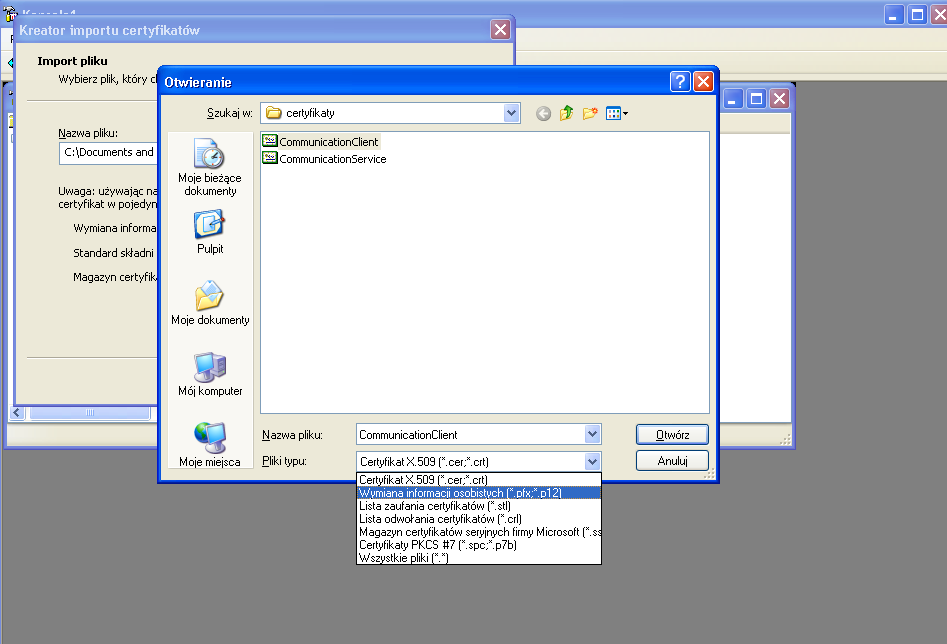 Konsola1
Kreator importu certyfikatów
Import pliku
Wybierz plik, który
Nazwa pliku:
C:\Documents and
Uwaga: używając
certyfikat w
Wymiana
Standard składni
Magazyn
Otwieranie
Szukaj w:
certyfikaty
Moje bieżące
dokumenty
Pulpit
Moje dokumenty
Mój komputer
Moje miejsca
CommunicationClient
CommunicationService
Nazwa pliku:
CommunicationClient
Otwórz
Pliki typu:
Certyfikat X.509 (*.cer;*.crt)
Anuluj
Certyfikat X.509 (*.cer;*.crt)
Wymiana informacji osobistych (*.pfx;*.p12)
Lista zaufania certyfikatów (*.stl)
Lista odwołania certyfikatów (*.crl)
Magazyn certyfikatów seryjnych firmy Microsoft (*.ss
Certyfikaty PKCS #7 (*.spc;*.p7b)
Wszystkie pliki (*.*)